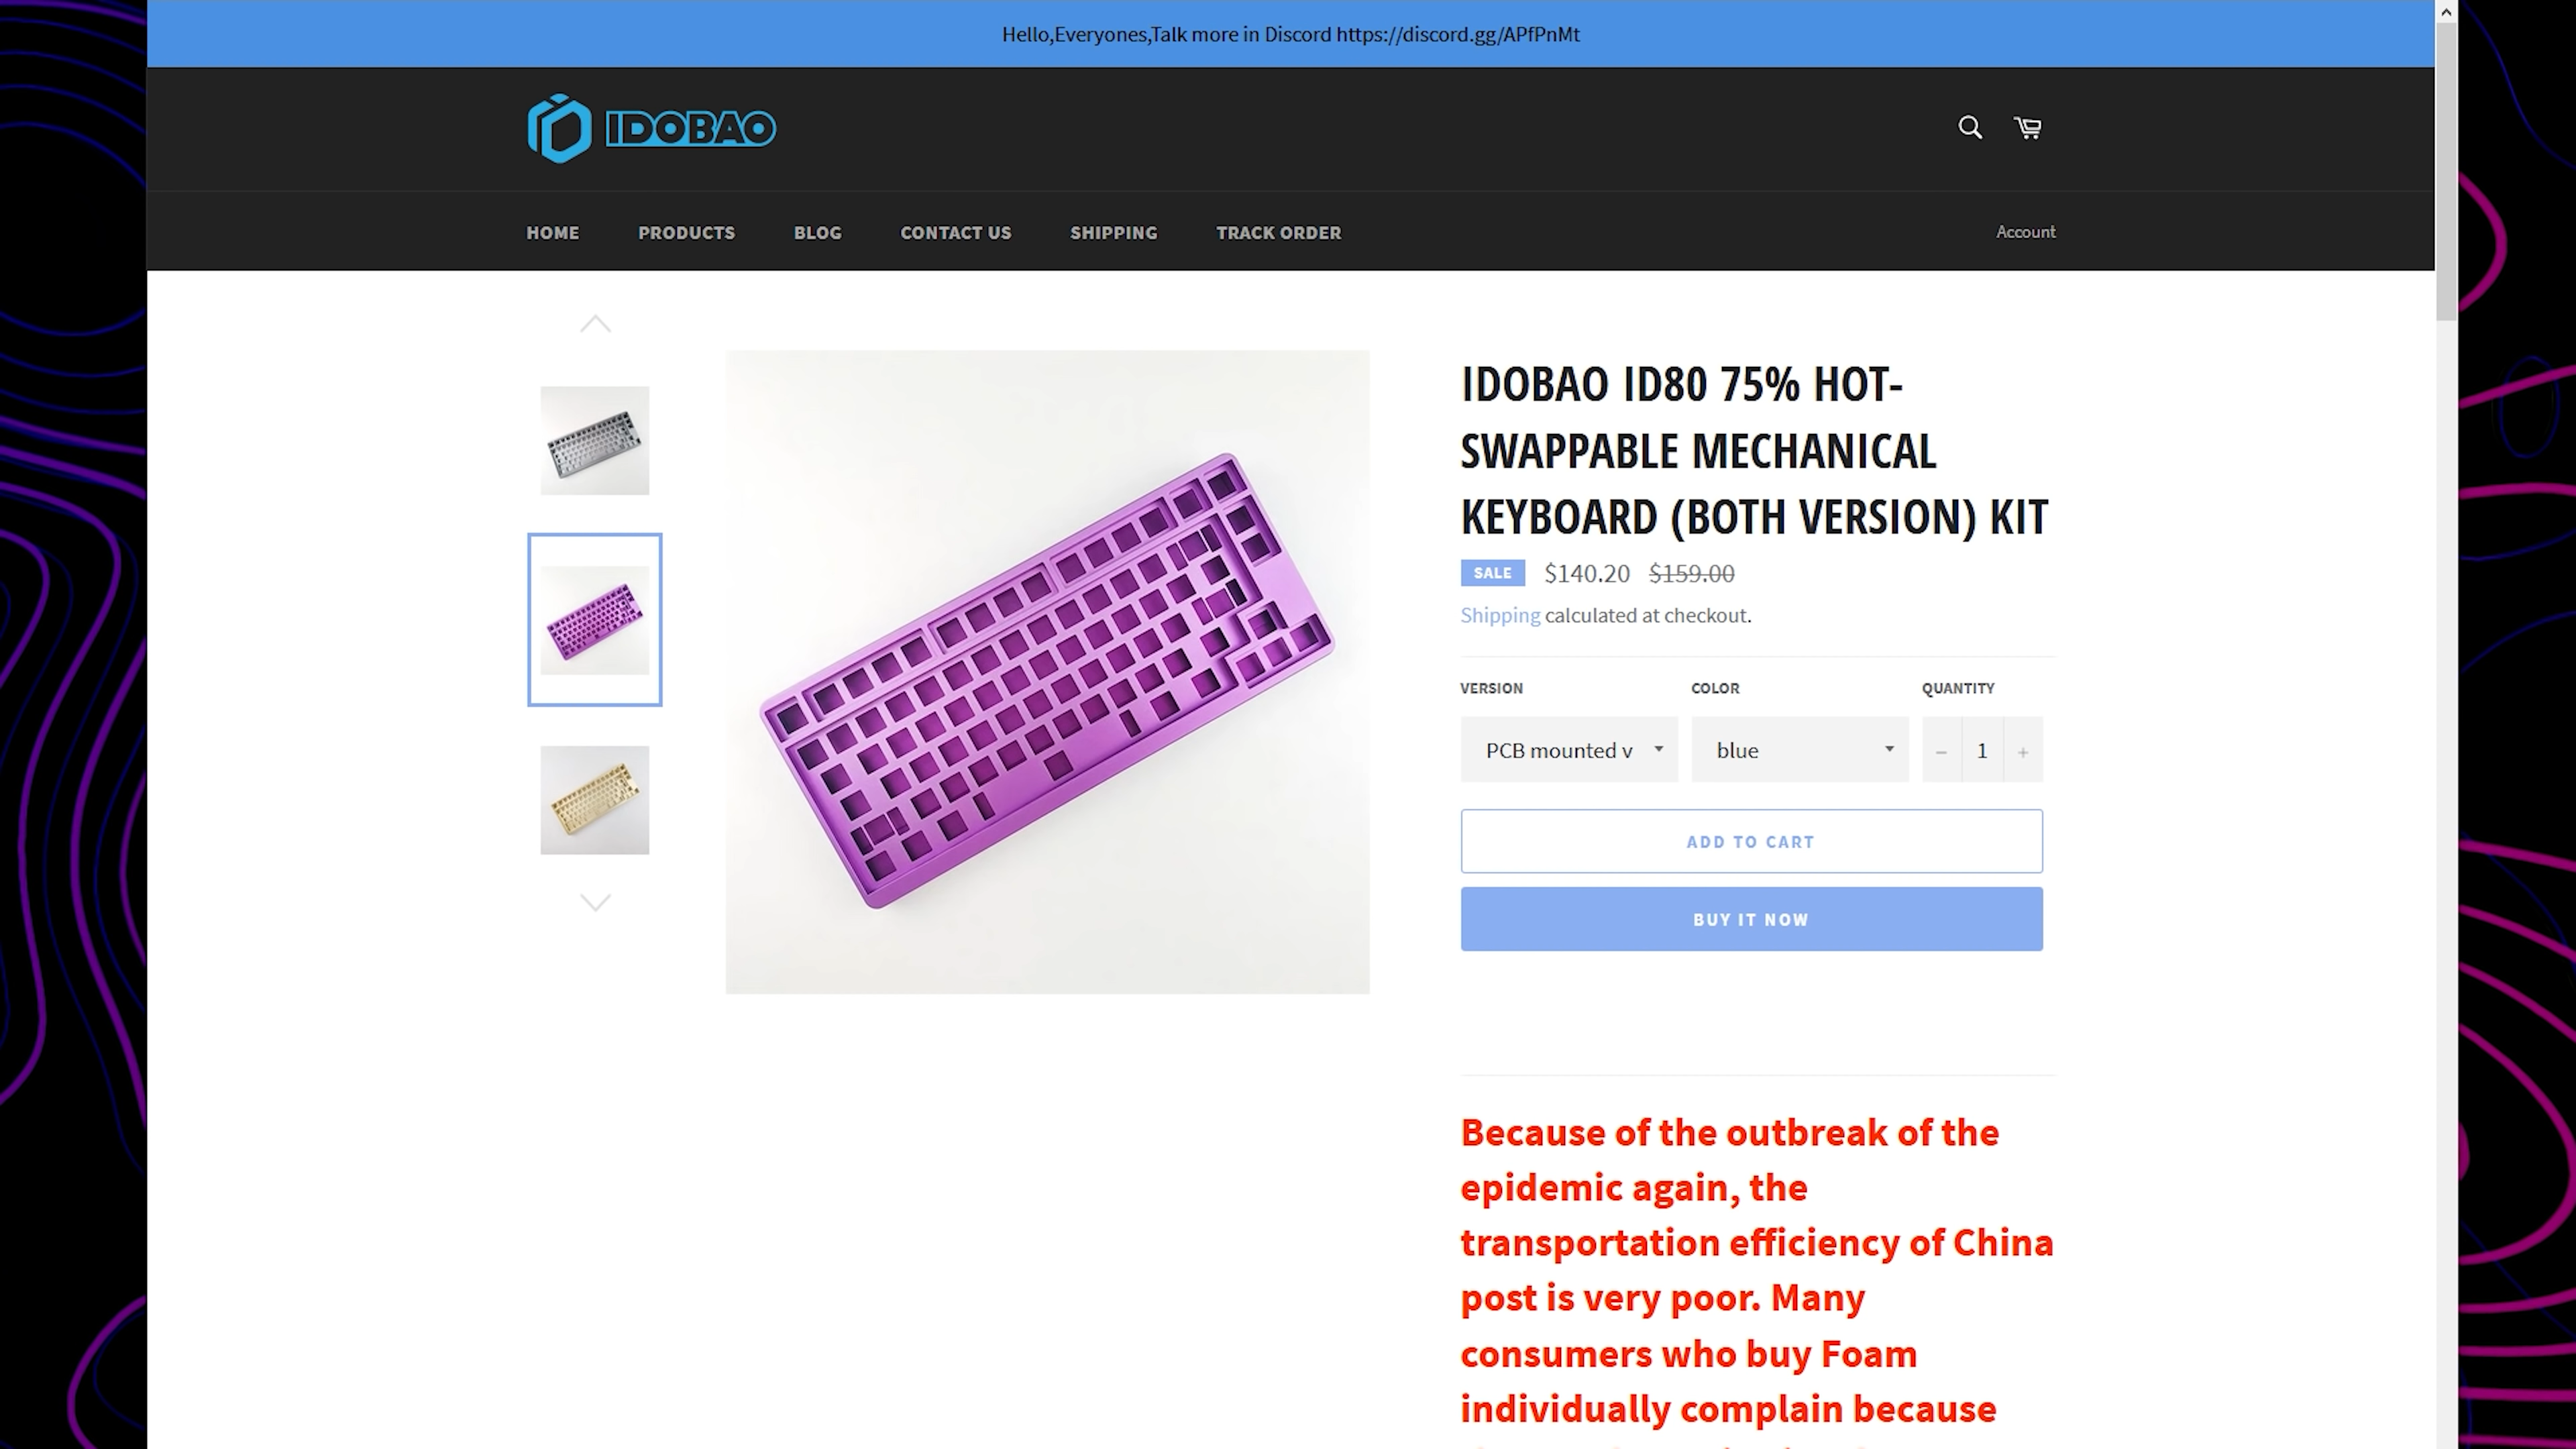 Hello,Everyones,Talk more in Discord https://discord.gg/APfPnMt
IDOBAO
HOME PRODUCTS BLOG CONTACT US SHIPPING TRACK ORDER Account
IDOBAO ID80 75% HOT-
SWAPPABLE MECHANICAL
KEYBOARD (BOTH VERSION) KIT
SALE $140.20 $159.00
Shipping calculated at checkout.
VERSION COLOR QUANTITY
PCB mounted v blue − 1 +
ADD TO CART
BUY IT NOW
Because of the outbreak of the
epidemic again, the
transportation efficiency of China
post is very poor. Many
consumers who buy Foam
individually complain because